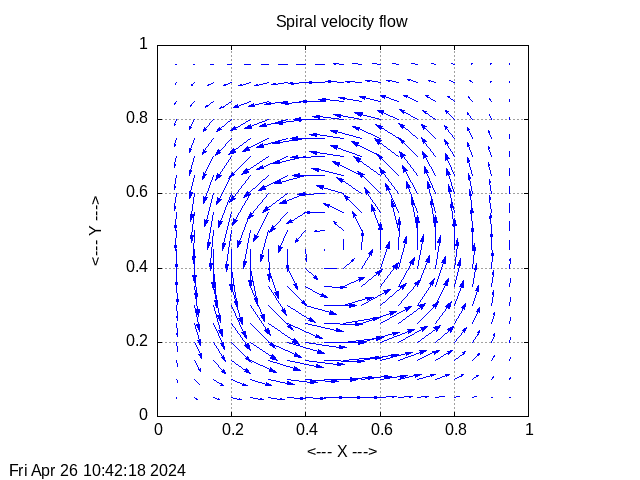 Spiral velocity flow
1
0.8
0.6
0.4
0.2
0
<--- Y --->
0 0.2 0.4 0.6 0.8 1
<--- X --->
Fri Apr 26 10:42:18 2024